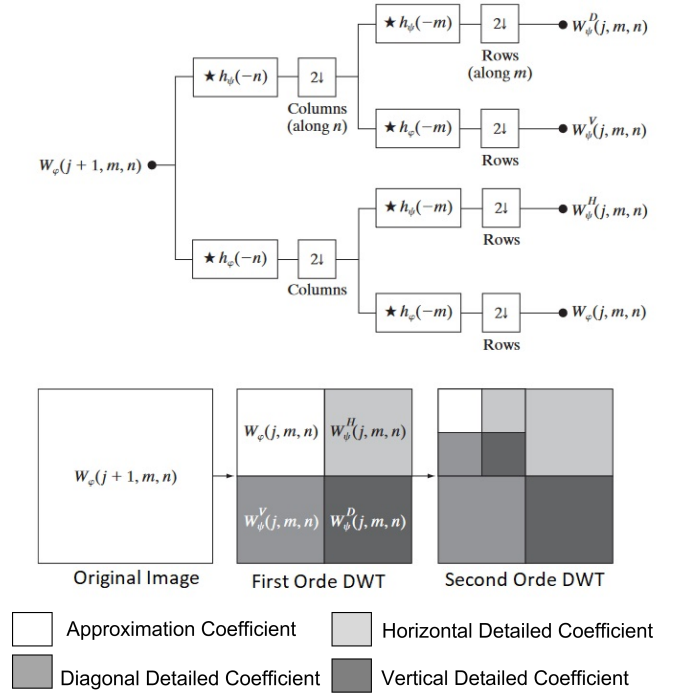 ★ hψ(−m)
2↓
W^D_ψ(j, m, n)
Rows
(along m)
★ hψ(−n)
2↓
Columns
(along n)
★ hφ(−m)
2↓
W^V_ψ(j, m, n)
Rows
Wφ(j + 1, m, n)
★ hψ(−m)
2↓
W^H_ψ(j, m, n)
Rows
★ hφ(−n)
2↓
Columns
★ hφ(−m)
2↓
Wφ(j, m, n)
Rows
Wφ(j + 1, m, n)
Wφ(j, m, n)
W^H_ψ(j, m, n)
W^V_ψ(j, m, n)
W^D_ψ(j, m, n)
Original Image
First Orde DWT
Second Orde DWT
Approximation Coefficient
Horizontal Detailed Coefficient
Diagonal Detailed Coefficient
Vertical Detailed Coefficient